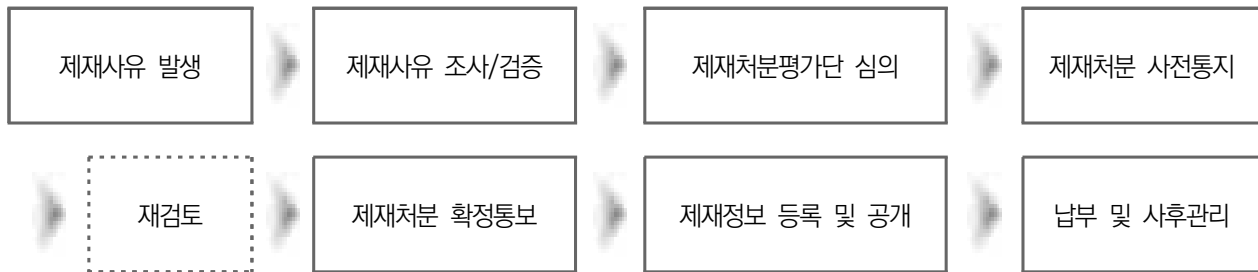 제재사유 발생
제재사유 조사/검증
제재처분평가단 심의
제재처분 사전통지
재검토
제재처분 확정통보
제재정보 등록 및 공개
납부 및 사후관리